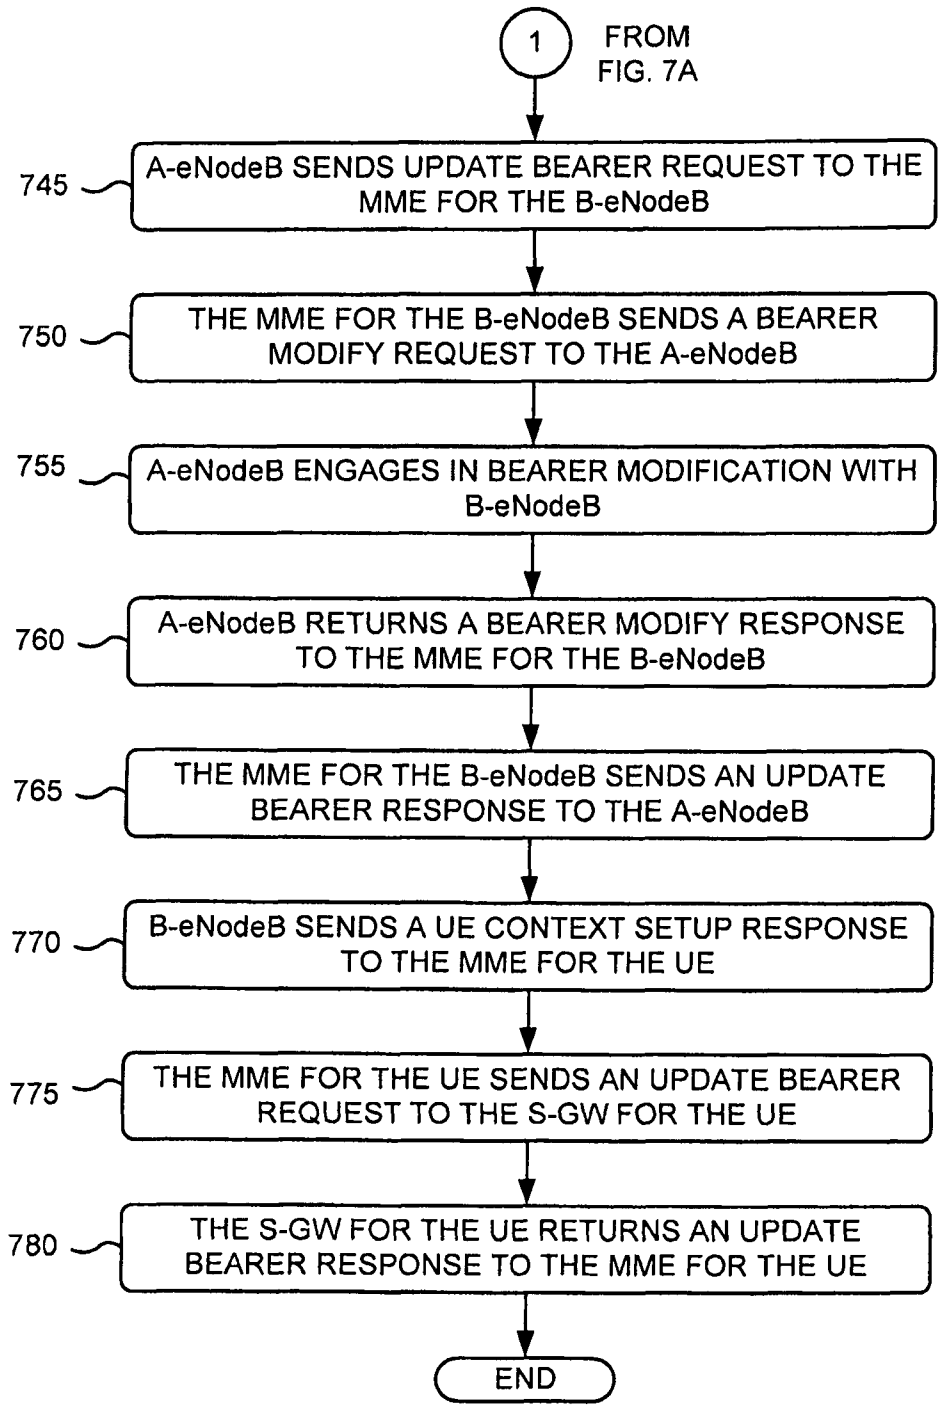 1 FROM
FIG. 7A
745
A-eNodeB SENDS UPDATE BEARER REQUEST TO THE
MME FOR THE B-eNodeB
750
THE MME FOR THE B-eNodeB SENDS A BEARER
MODIFY REQUEST TO THE A-eNodeB
755
A-eNodeB ENGAGES IN BEARER MODIFICATION WITH
B-eNodeB
760
A-eNodeB RETURNS A BEARER MODIFY RESPONSE
TO THE MME FOR THE B-eNodeB
765
THE MME FOR THE B-eNodeB SENDS AN UPDATE
BEARER RESPONSE TO THE A-eNodeB
770
B-eNodeB SENDS A UE CONTEXT SETUP RESPONSE
TO THE MME FOR THE UE
775
THE MME FOR THE UE SENDS AN UPDATE BEARER
REQUEST TO THE S-GW FOR THE UE
780
THE S-GW FOR THE UE RETURNS AN UPDATE
BEARER RESPONSE TO THE MME FOR THE UE
END